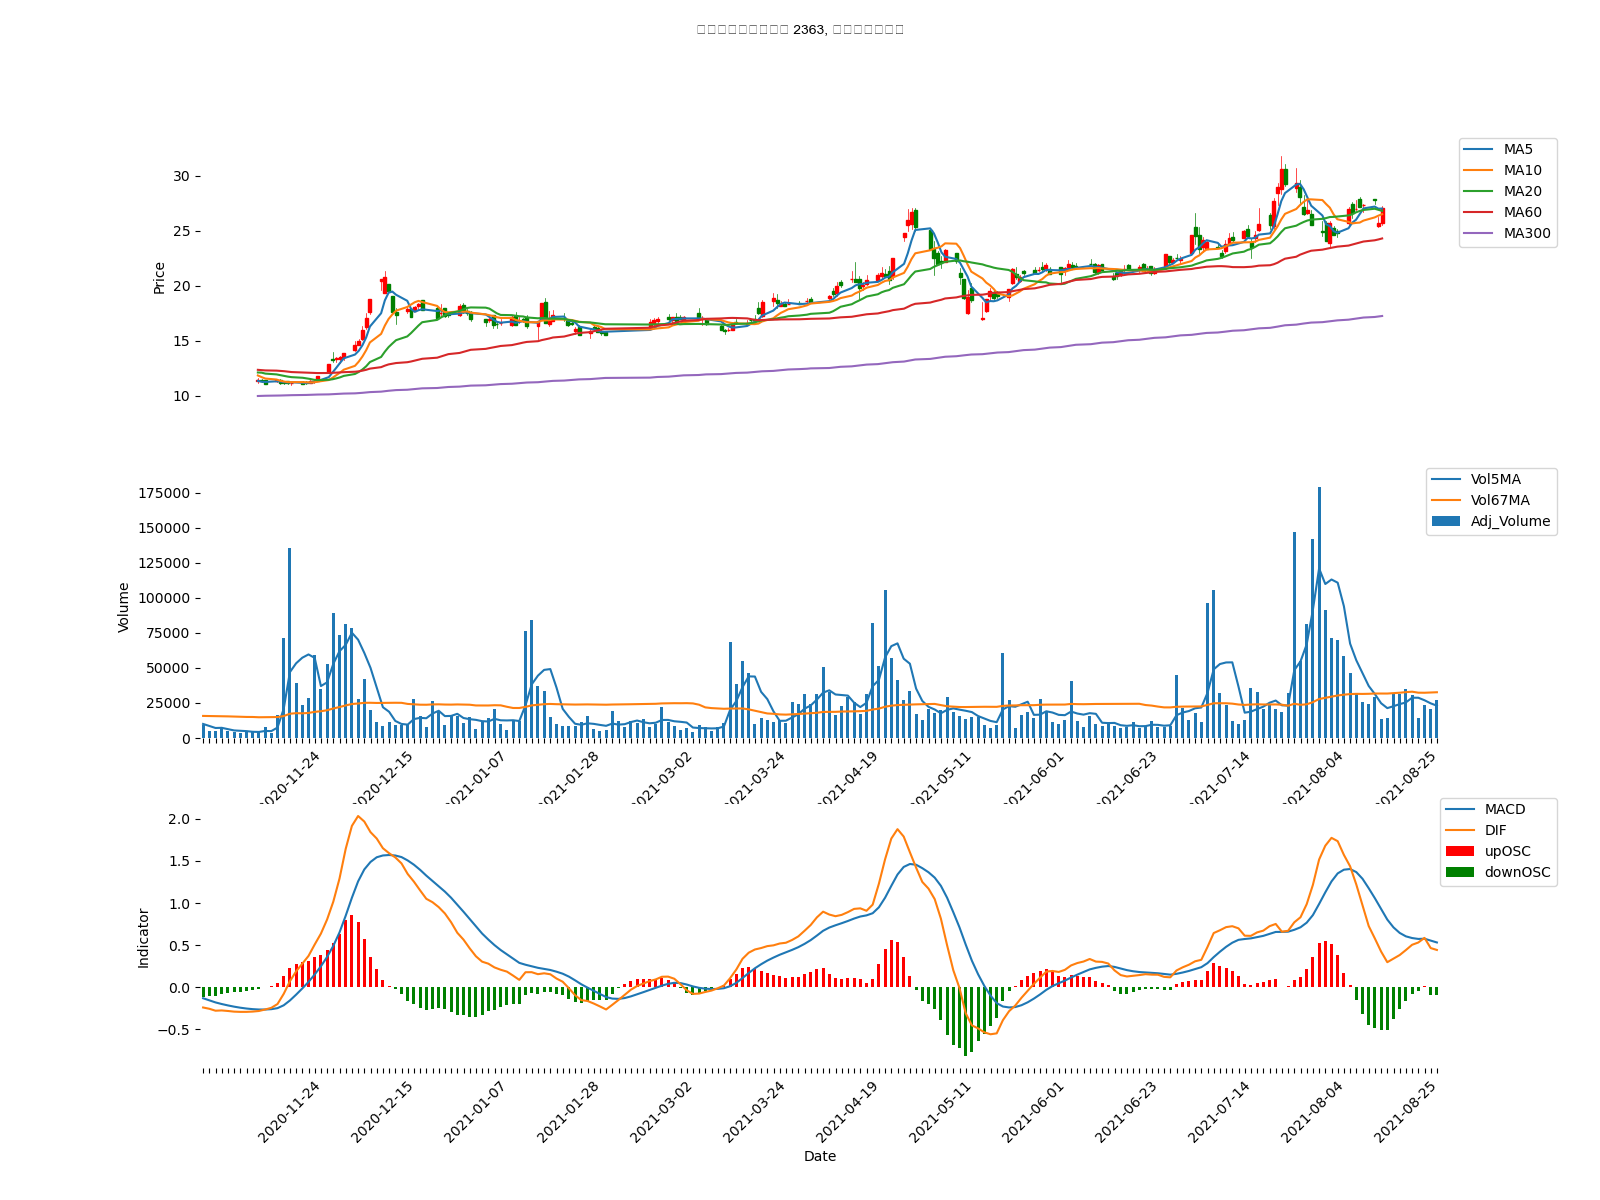 2363,
MA5
MA10
MA20
MA60
MA300
30
25
20
15
10
Price
Vol5MA
Vol67MA
Adj_Volume
175000
150000
125000
100000
75000
50000
25000
0
Volume
2020-11-24 2020-12-15 2021-01-07 2021-01-28 2021-03-02 2021-03-24 2021-04-19 2021-05-11 2021-06-01 2021-06-23 2021-07-14 2021-08-04 2021-08-25
MACD
DIF
upOSC
downOSC
2.0
1.5
1.0
0.5
0.0
−0.5
Indicator
2020-11-24 2020-12-15 2021-01-07 2021-01-28 2021-03-02 2021-03-24 2021-04-19 2021-05-11 2021-06-01 2021-06-23 2021-07-14 2021-08-04 2021-08-25
Date